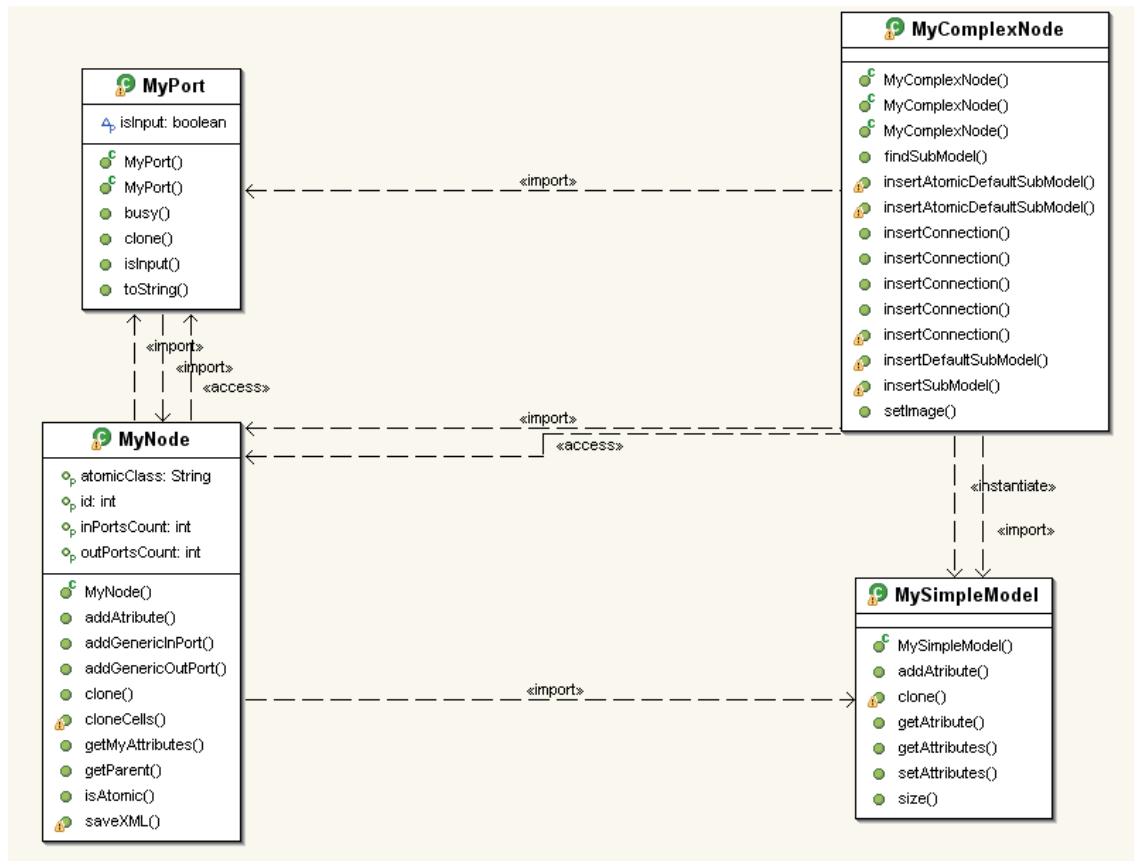 MyPort
isInput: boolean
MyPort()
MyPort()
busy()
clone()
isInput()
toString()
MyComplexNode
MyComplexNode()
MyComplexNode()
MyComplexNode()
findSubModel()
insertAtomicDefaultSubModel()
insertAtomicDefaultSubModel()
insertConnection()
insertConnection()
insertConnection()
insertConnection()
insertConnection()
insertDefaultSubModel()
insertSubModel()
setImage()
«import»
«import»
«import»
«access»
«import»
«access»
«instantiate»
«import»
MyNode
atomicClass: String
id: int
inPortsCount: int
outPortsCount: int
MyNode()
addAtribute()
addGenericInPort()
addGenericOutPort()
clone()
cloneCells()
getMyAttributes()
getParent()
isAtomic()
saveXML()
«import»
MySimpleModel
MySimpleModel()
addAtribute()
clone()
getAtribute()
getAttributes()
setAttributes()
size()